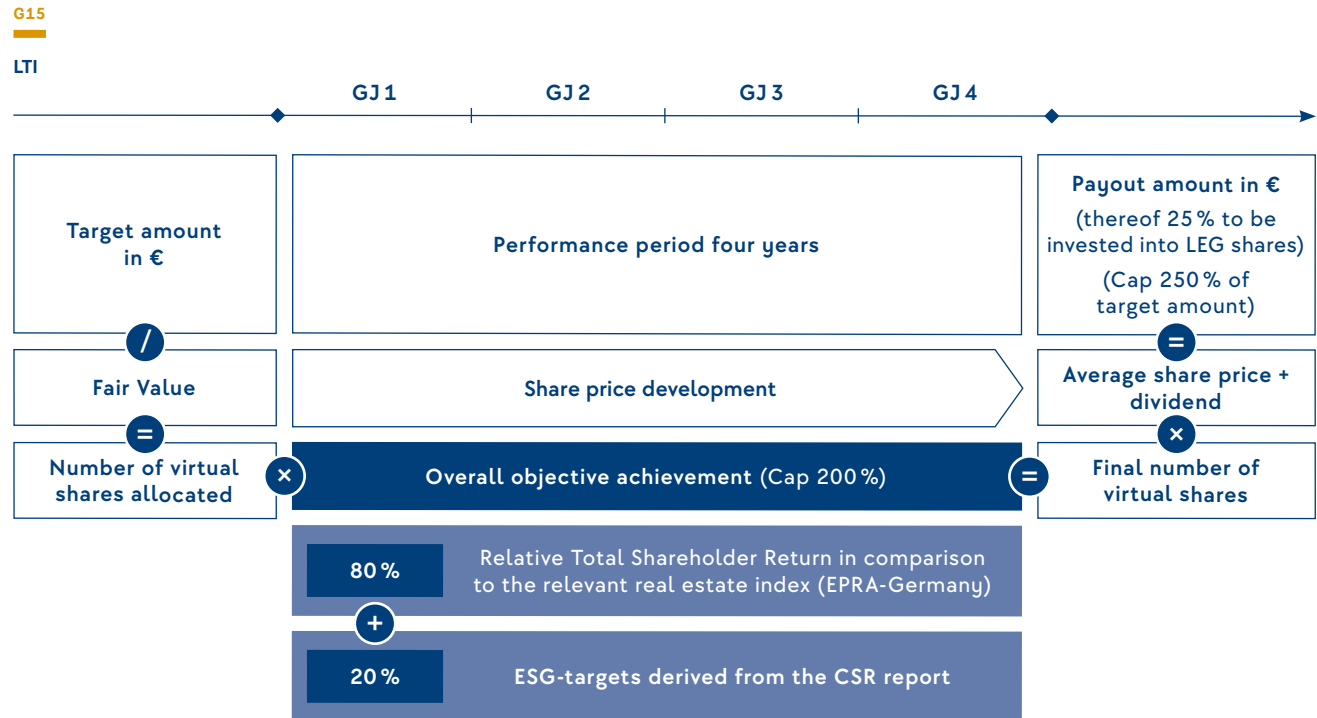 G15
LTI
GJ 1 GJ 2 GJ 3 GJ 4
Target amount
in €
/
Fair Value
=
Number of virtual
shares allocated
×
Performance period four years
Share price development
Overall objective achievement (Cap 200 %)
80 %
Relative Total Shareholder Return in comparison
to the relevant real estate index (EPRA-Germany)
+
20 %
ESG-targets derived from the CSR report
=
Payout amount in €
(thereof 25 % to be
invested into LEG shares)
(Cap 250 % of
target amount)
=
Average share price +
dividend
×
Final number of
virtual shares